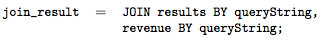 join_result = JOIN results BY queryString,
revenue BY queryString;